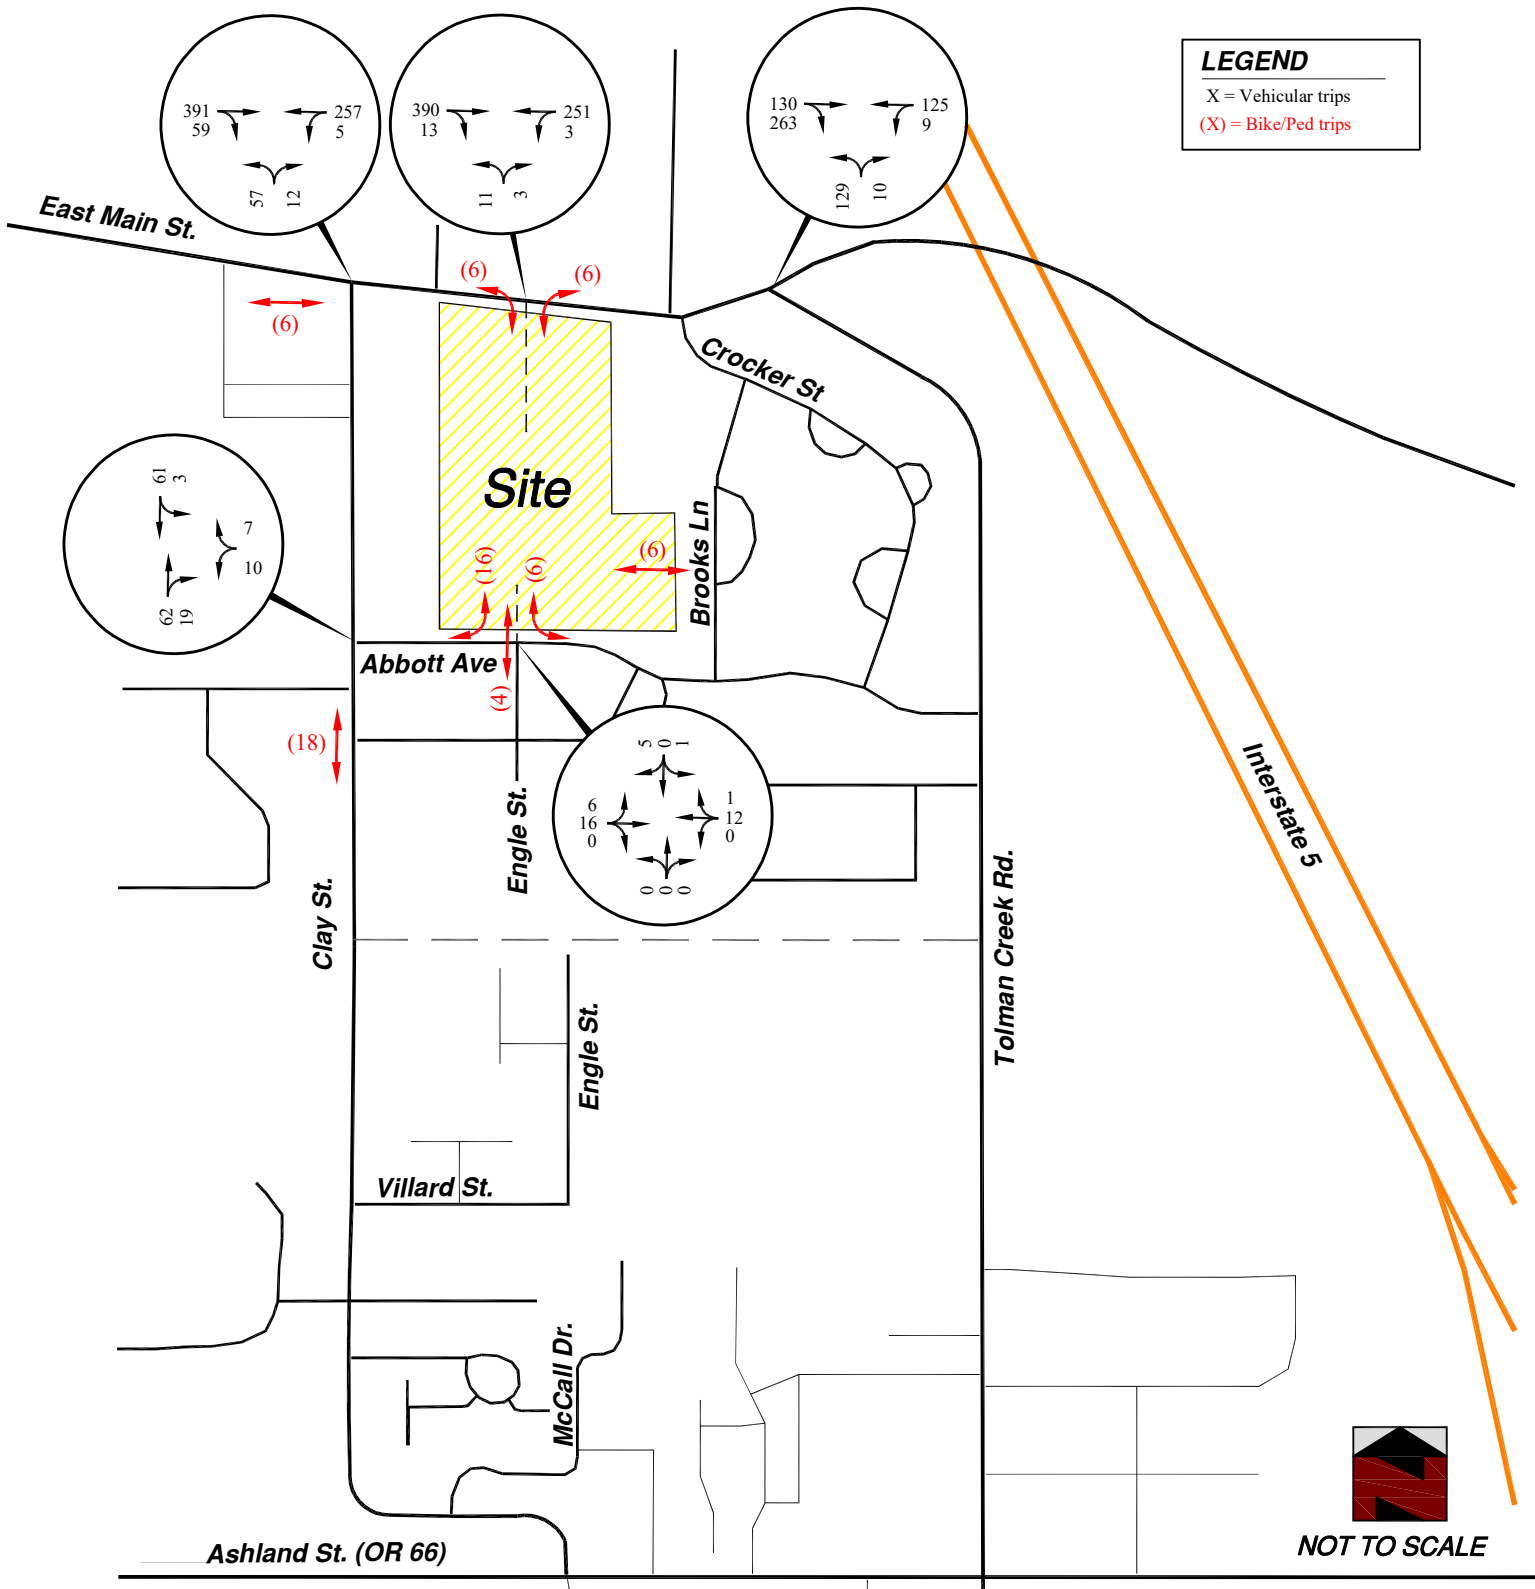 LEGEND
X = Vehicular trips
(X) = Bike/Ped trips
391
59
257
5
57
12
390
13
251
3
11
3
130
263
125
9
129
10
East Main St.
(6)
(6)
(6)
Crocker St
Site
61
3
7
10
62
19
(16)
(6)
(6)
Brooks Ln
Abbott Ave
(4)
(18)
5
0
1
6
16
0
1
12
0
0
0
0
Engle St.
Interstate 5
Clay St.
Tolman Creek Rd.
Engle St.
Villard St.
McCall Dr.
Ashland St. (OR 66)
NOT TO SCALE